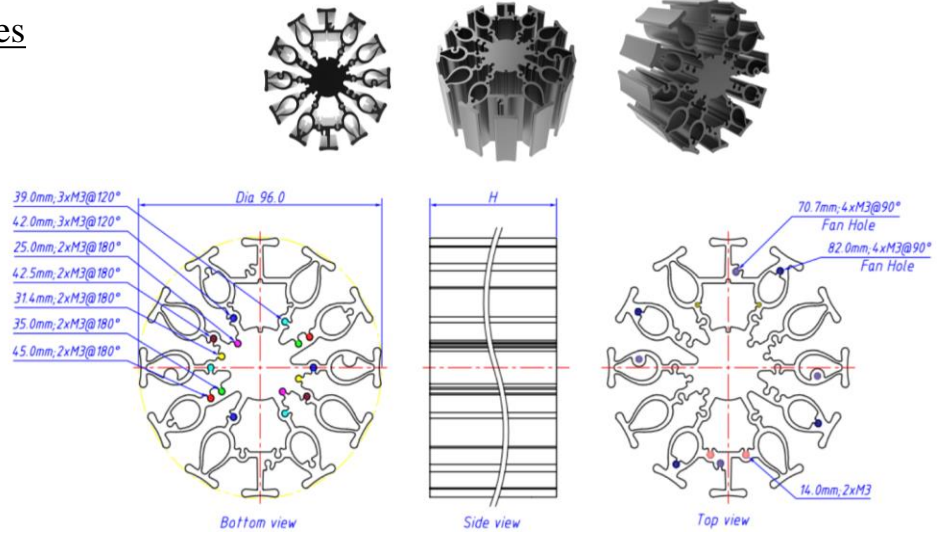 es
39.0mm;3xM3@120°
42.0mm;3xM3@120°
25.0mm;2xM3@180°
42.5mm;2xM3@180°
31.4mm;2xM3@180°
35.0mm;2xM3@180°
45.0mm;2xM3@180°
Dia 96.0
H
70.7mm;4xM3@90°
Fan Hole
82.0mm;4xM3@90°
Fan Hole
14.0mm;2xM3
Bottom view
Side view
Top view